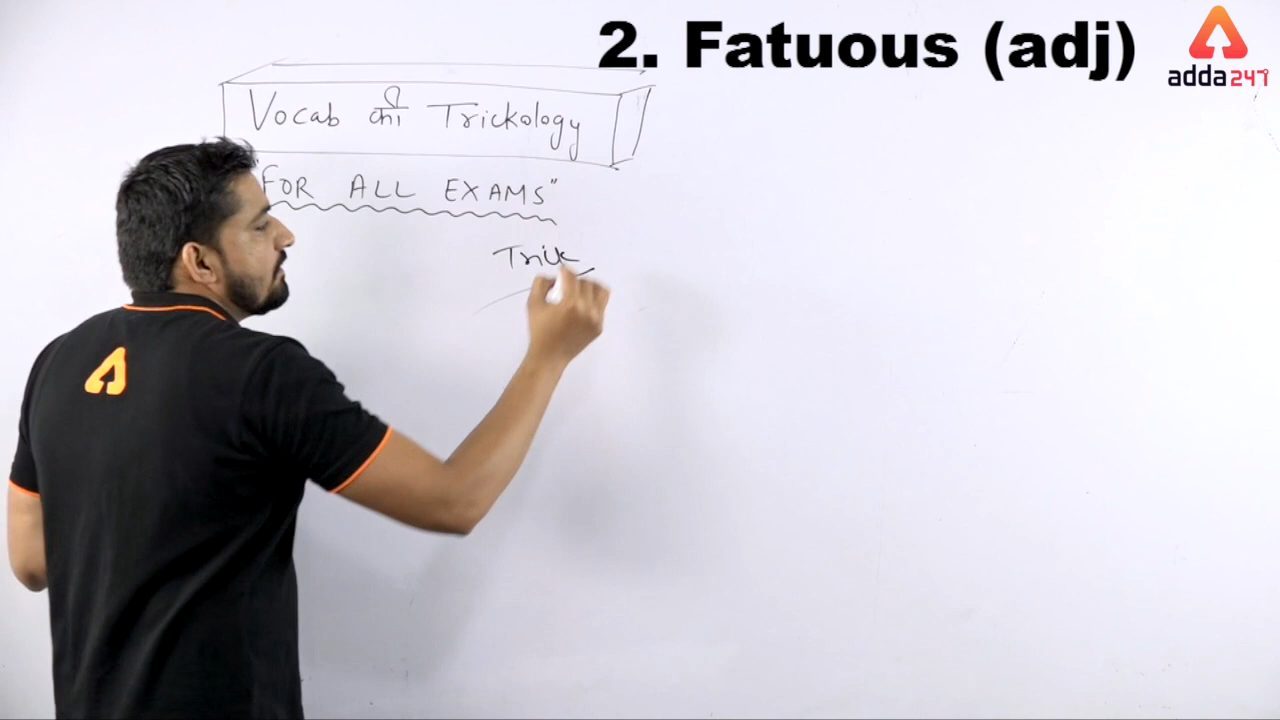 2. Fatuous (adj)
adda247
Vocab की Trickology
"FOR ALL EXAMS"
Trik